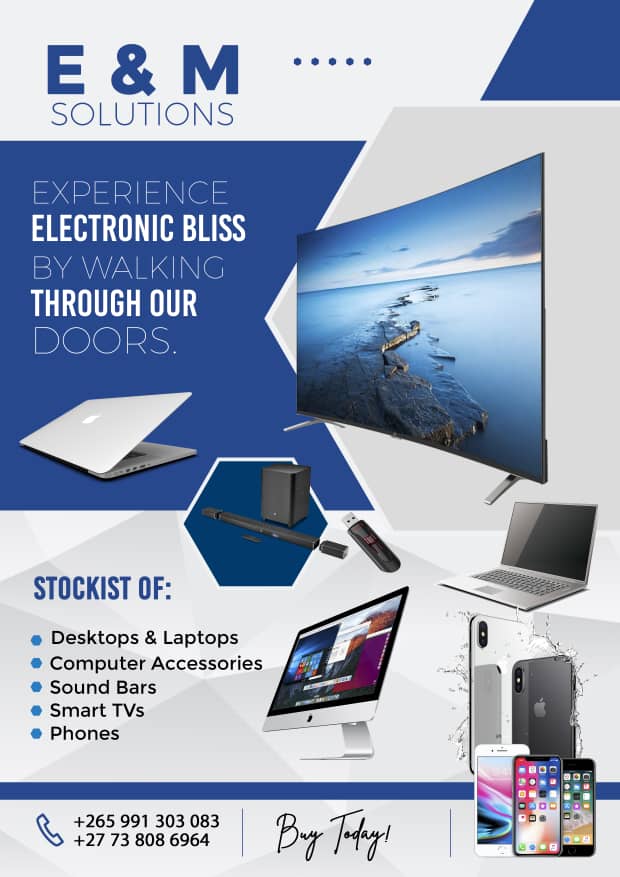 E & M
SOLUTIONS
EXPERIENCE
ELECTRONIC BLISS
BY WALKING
THROUGH OUR
DOORS.
STOCKIST OF:
Desktops & Laptops
Computer Accessories
Sound Bars
Smart TVs
Phones
+265 991 303 083
+27 73 808 6964
Buy Today!